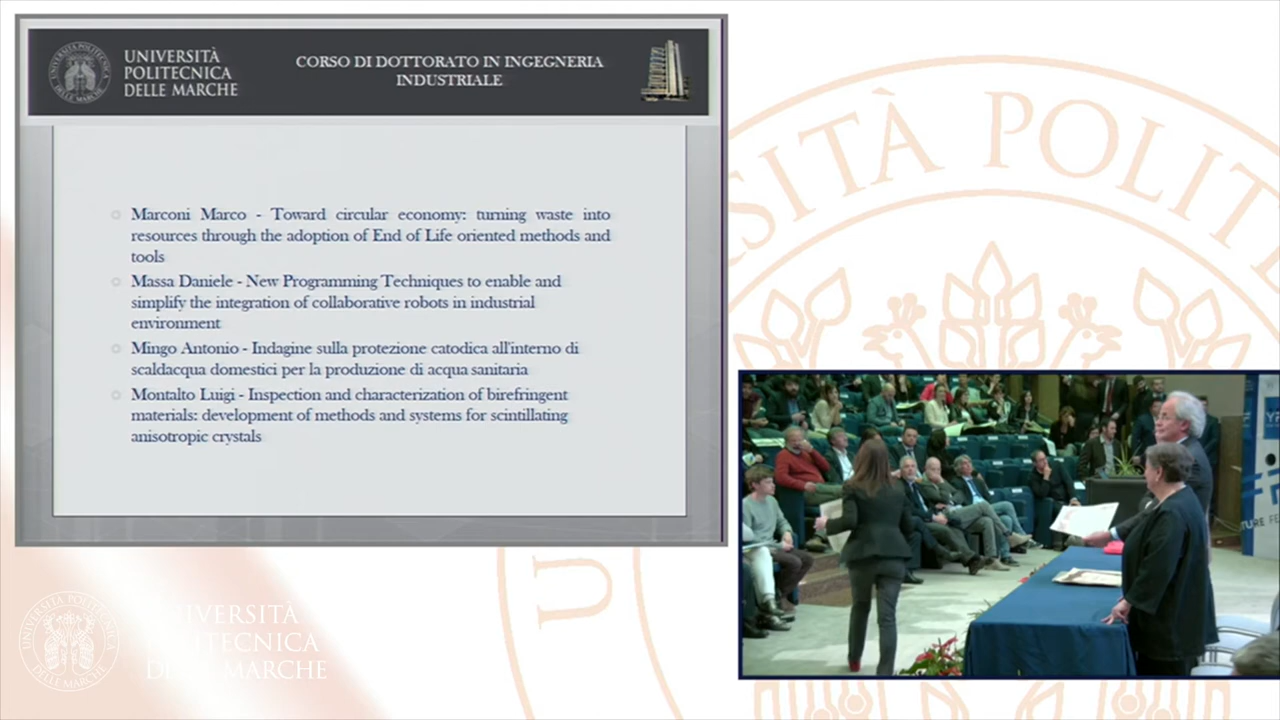 UNIVERSITÀ
POLITECNICA
DELLE MARCHE
CORSO DI DOTTORATO IN INGEGNERIA
INDUSTRIALE
Marconi Marco - Toward circular economy: turning waste into
resources through the adoption of End of Life oriented methods and
tools
Massa Daniele - New Programming Techniques to enable and
simplify the integration of collaborative robots in industrial
environment
Mingo Antonio - Indagine sulla protezione catodica all'interno di
scaldacqua domestici per la produzione di acqua sanitaria
Montalto Luigi - Inspection and characterization of birefringent
materials: development of methods and systems for scintillating
anisotropic crystals
SITÀ POLITE
U
UNIVERSITÀ
POLITECNICA
DELLE MARCHE